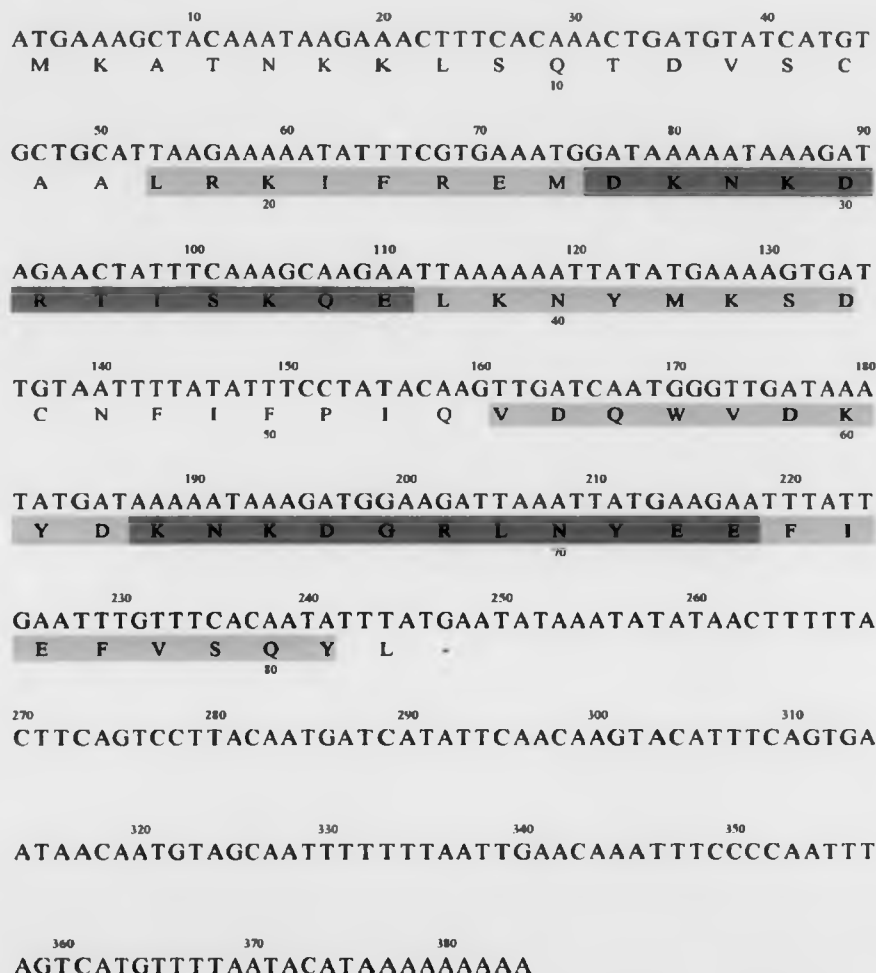 10 20 30 40
ATGAAAGCTACAAATAAGAAACTTTCACAAACTGATGTATCATGT
M K A T N K K L S Q T D V S C
10
50 60 70 80 90
GCTGCATTAAGAAAAATATTTCGTGAAATGGATAAAAATAAAGAT
A A L R K I F R E M D K N K D
20 30
100 110 120 130
AGAACTATTTCAAAGCAAGAATTAAAAAATTATATGAAAAGTGAT
R T I S K Q E L K N Y M K S D
40
140 150 160 170 180
TGTAATTTTATATTTCCTATACAAGTTGATCAATGGGTTGATAAA
C N F I F P I Q V D Q W V D K
50 60
190 200 210 220
TATGATAAAAATAAAGATGGAAGATTAAATTATGAAGAATTTATT
Y D K N K D G R L N Y E E F I
70
230 240 250 260
GAATTTGTTTCACAATATTTATGAATATAAATATATAACTTTTTA
E F V S Q Y L -
80
270 280 290 300 310
CTTCAGTCCTTACAATGATCATATTCAACAAGTACATTTCAGTGA
320 330 340 350
ATAACAATGTAGCAATTTTTTTAATTGAACAAATTTCCCCAATTT
360 370 380
AGTCATGTTTTAATACATAAAAAAAAA